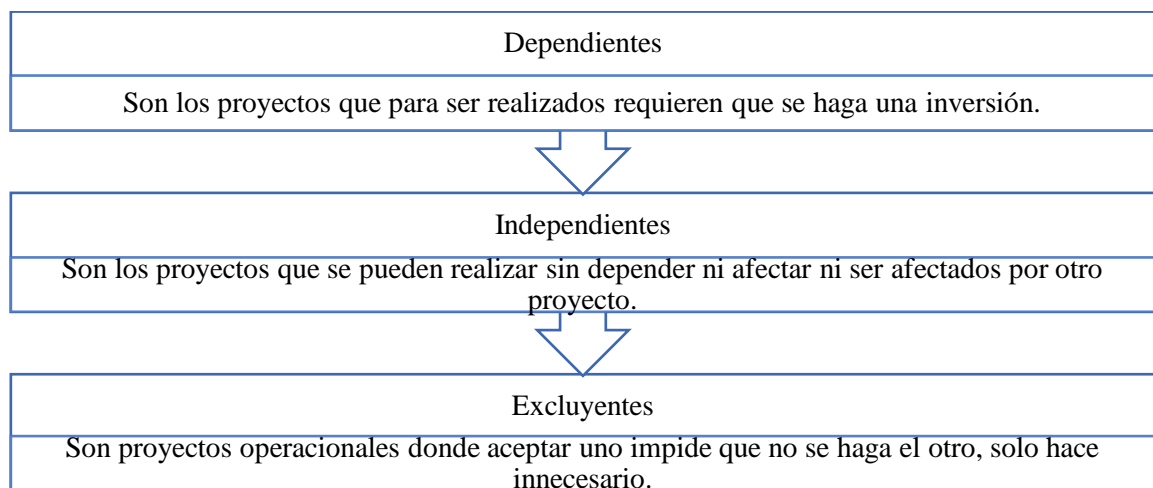 Dependientes
Son los proyectos que para ser realizados requieren que se haga una inversión.
Independientes
Son los proyectos que se pueden realizar sin depender ni afectar ni ser afectados por otro
proyecto.
Excluyentes
Son proyectos operacionales donde aceptar uno impide que no se haga el otro, solo hace
innecesario.